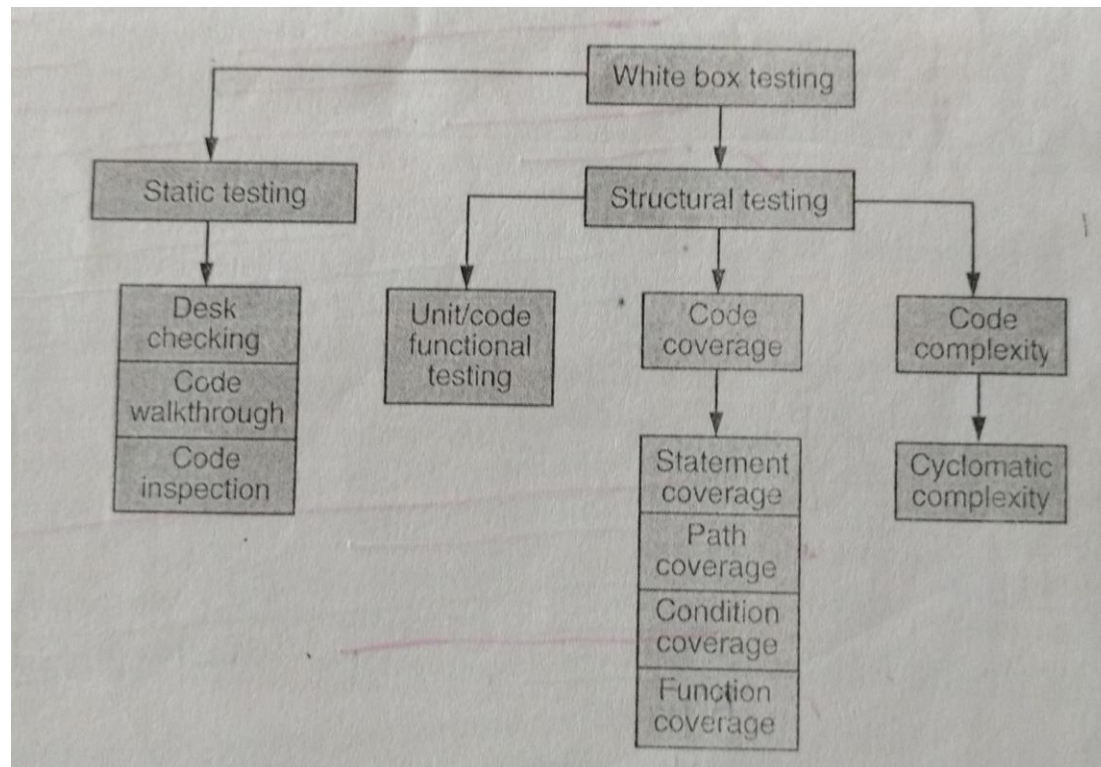 White box testing
Static testing
Structural testing
Desk
checking
Code
walkthrough
Code
inspection
Unit/code
functional
testing
Code
coverage
Statement
coverage
Path
coverage
Condition
coverage
Function
coverage
Code
complexity
Cyclomatic
complexity